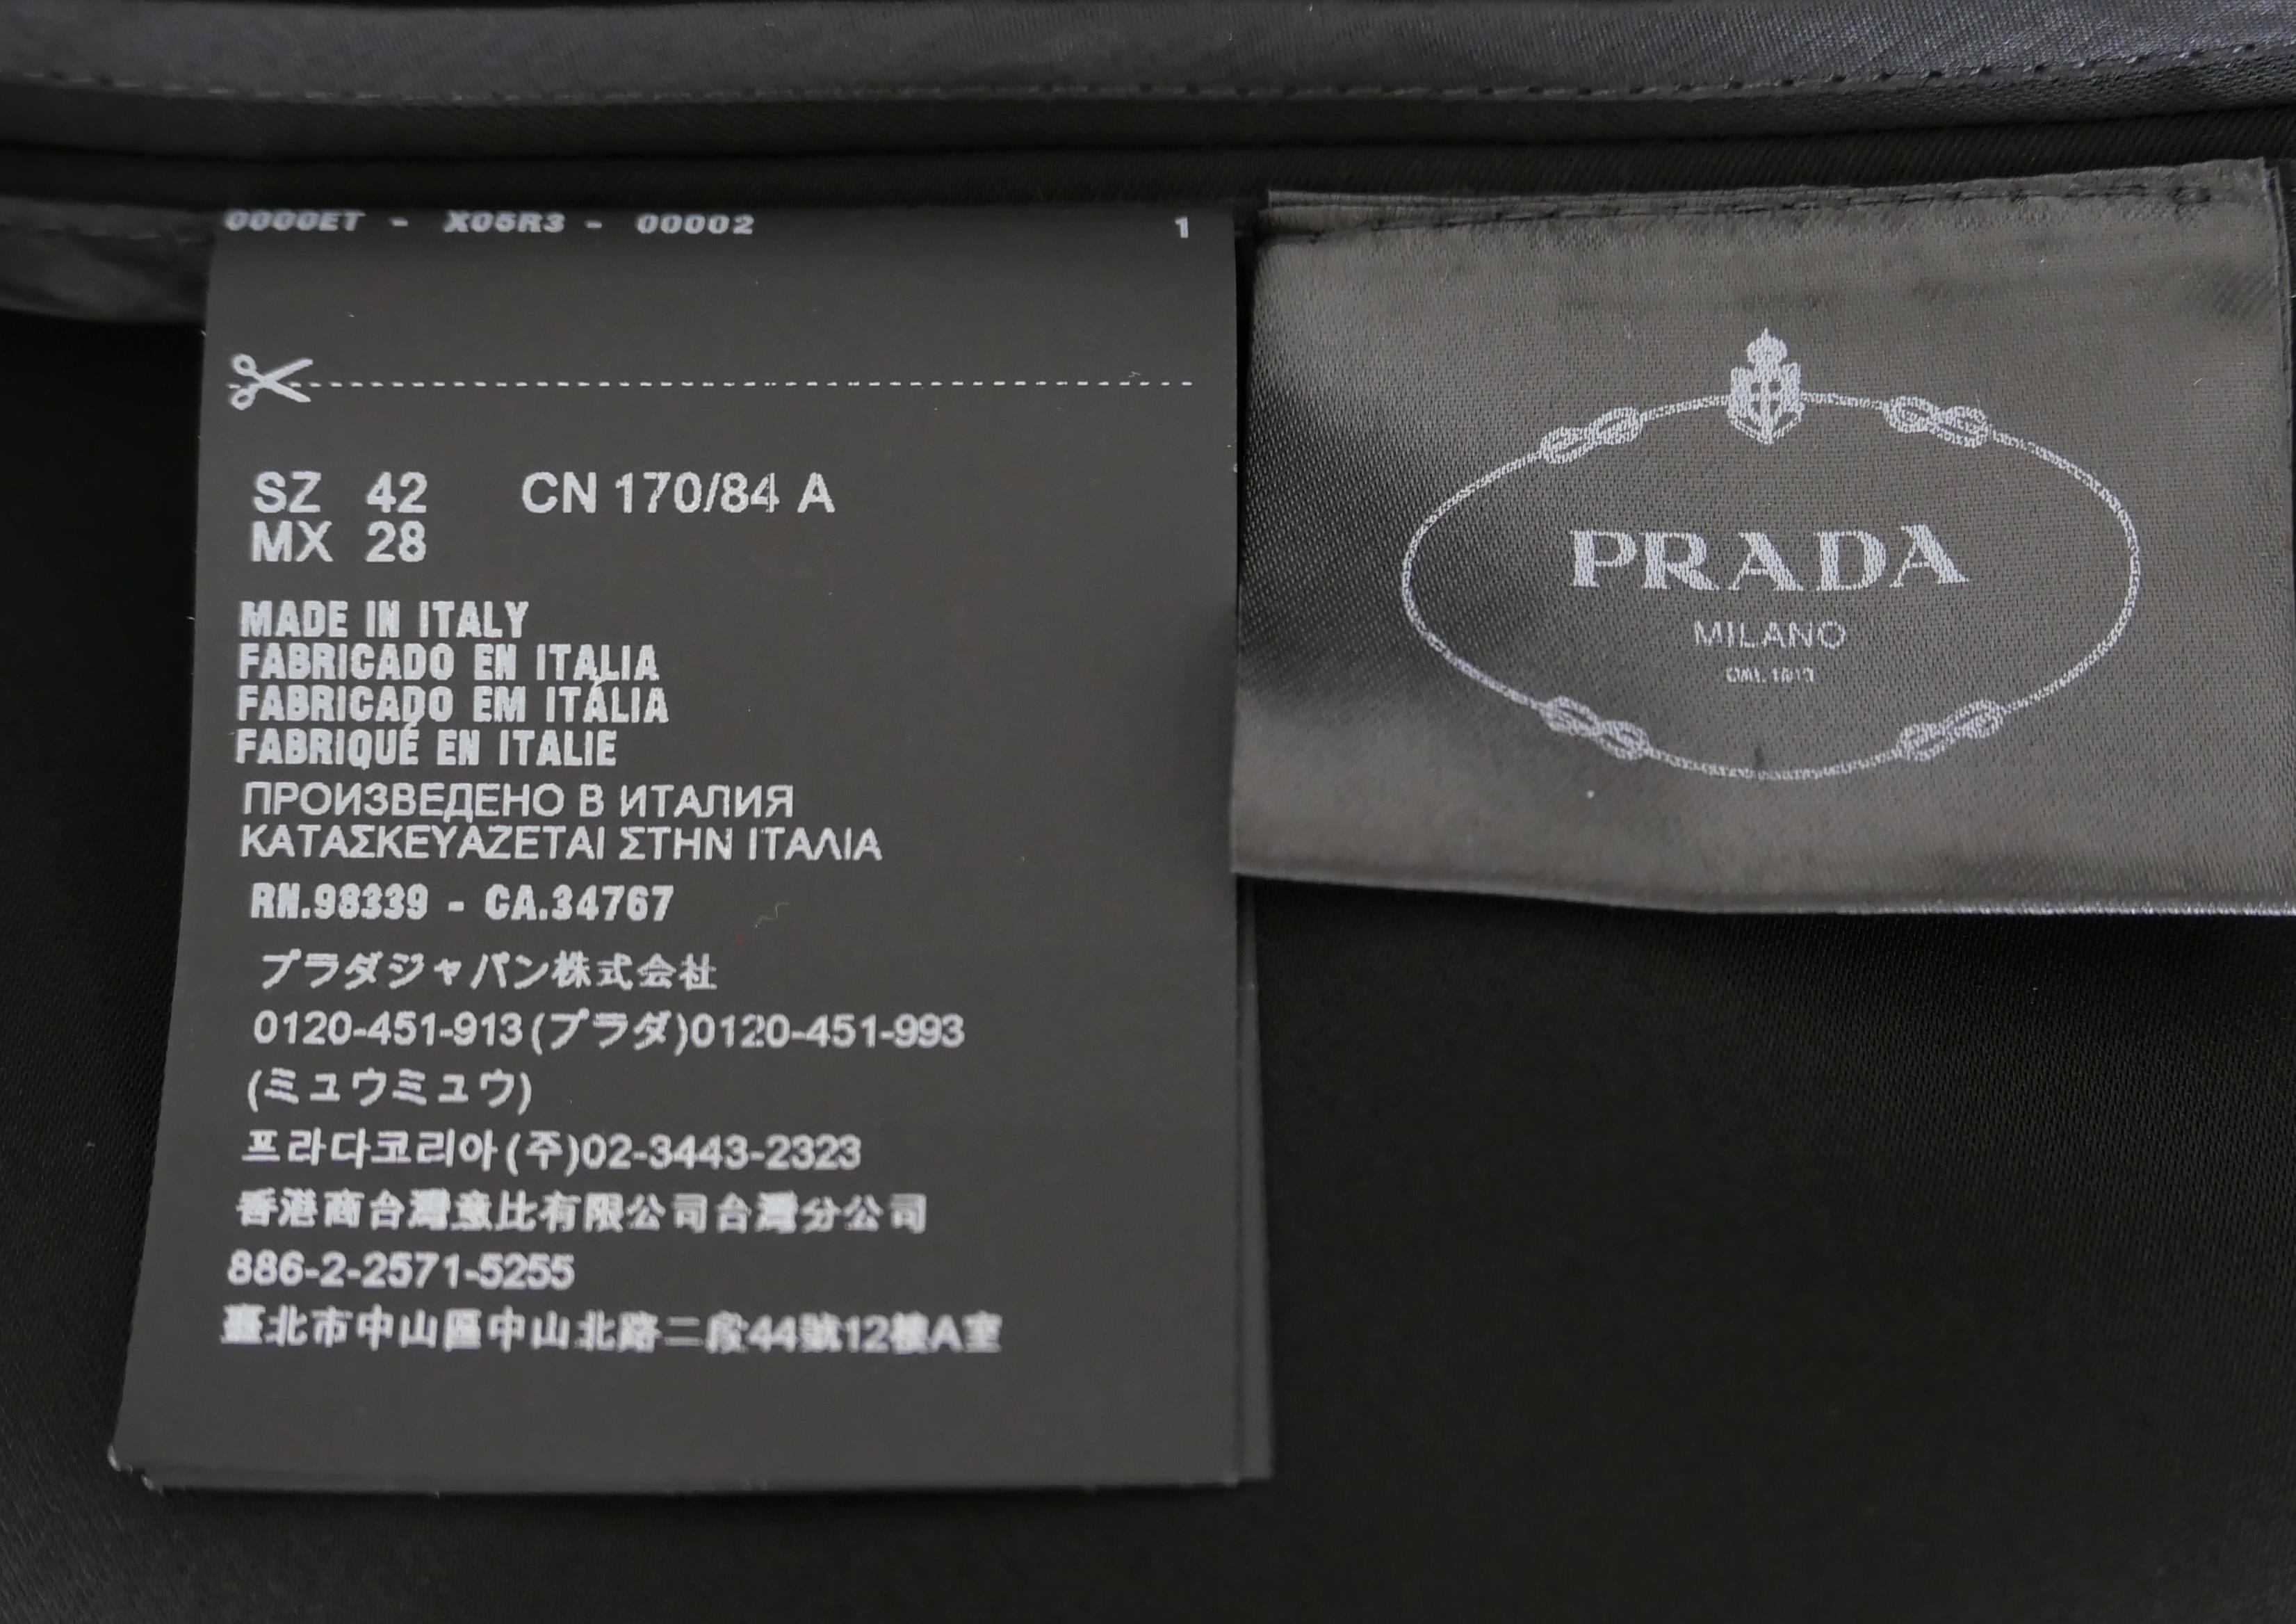 0000ET - X05R3 - 00002 1
SZ 42 CN 170/84 A
MX 28
MADE IN ITALY
FABRICADO EN ITALIA
FABRICADO EM ITÁLIA
FABRIQUÉ EN ITALIE
ПРОИЗВЕДЕНО В ИТАЛИЯ
ΚΑΤΑΣΚΕΥΑΖΕΤΑΙ ΣΤΗΝ ΙΤΑΛΙΑ
RN.98339 - CA.34767
プラダジャパン株式会社
0120-451-913(プラダ)0120-451-993
(ミュウミュウ)
프라다코리아(주)02-3443-2323
香港商台灣意比有限公司台灣分公司
886-2-2571-5255
臺北市中山區中山北路二段44號12樓A室
PRADA
MILANO
DAL 1913